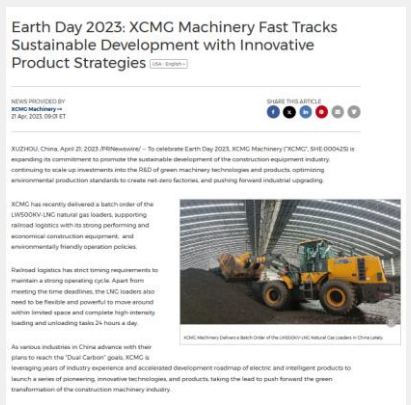 Earth Day 2023: XCMG Machinery Fast Tracks
Sustainable Development with Innovative
Product Strategies USA - English
NEWS PROVIDED BY
XCMG Machinery →
21 Apr, 2023, 09:01 ET
SHARE THIS ARTICLE
XUZHOU, China, April 21, 2023 /PRNewswire/ -- To celebrate Earth Day 2023, XCMG Machinery ("XCMG", SHE:000425) is
expanding its commitment to promote the sustainable development of the construction equipment industry,
continuing to scale up investments into the R&D of green machinery technologies and products, optimizing
environmental production standards to create net-zero factories, and pushing forward industrial upgrading.
XCMG has recently delivered a batch order of the
LW500KV-LNG natural gas loaders, supporting
railroad logistics with its strong performing and
economical construction equipment, and
environmentally friendly operation policies.
Railroad logistics has strict timing requirements to
maintain a strong operating cycle. Apart from
meeting the time deadlines, the LNG loaders also
need to be flexible and powerful to move around
within limited space and complete high-intensity
loading and unloading tasks 24 hours a day.
XCMG Machinery Delivers a Batch Order of the LW500KV-LNG Natural Gas Loaders in China Lately.
As various industries in China advance with their
plans to reach the "Dual Carbon" goals, XCMG is
leveraging years of industry experience and accelerated development roadmap of electric and intelligent products to
launch a series of pioneering, innovative technologies, and products, taking the lead to push forward the green
transformation of the construction machinery industry.